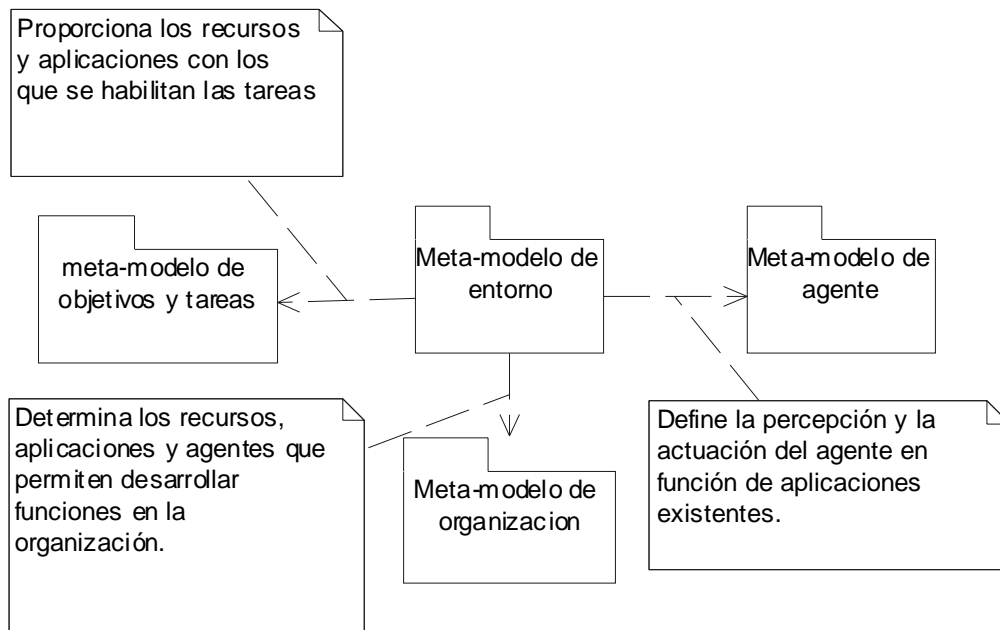 Proporciona los recursos
y aplicaciones con los
que se habilitan las tareas
meta-modelo de
objetivos y tareas
Meta-modelo de
entorno
Meta-modelo de
agente
Determina los recursos,
aplicaciones y agentes que
permiten desarrollar
funciones en la
organización.
Meta-modelo de
organizacion
Define la percepción y la
actuación del agente en
función de aplicaciones
existentes.